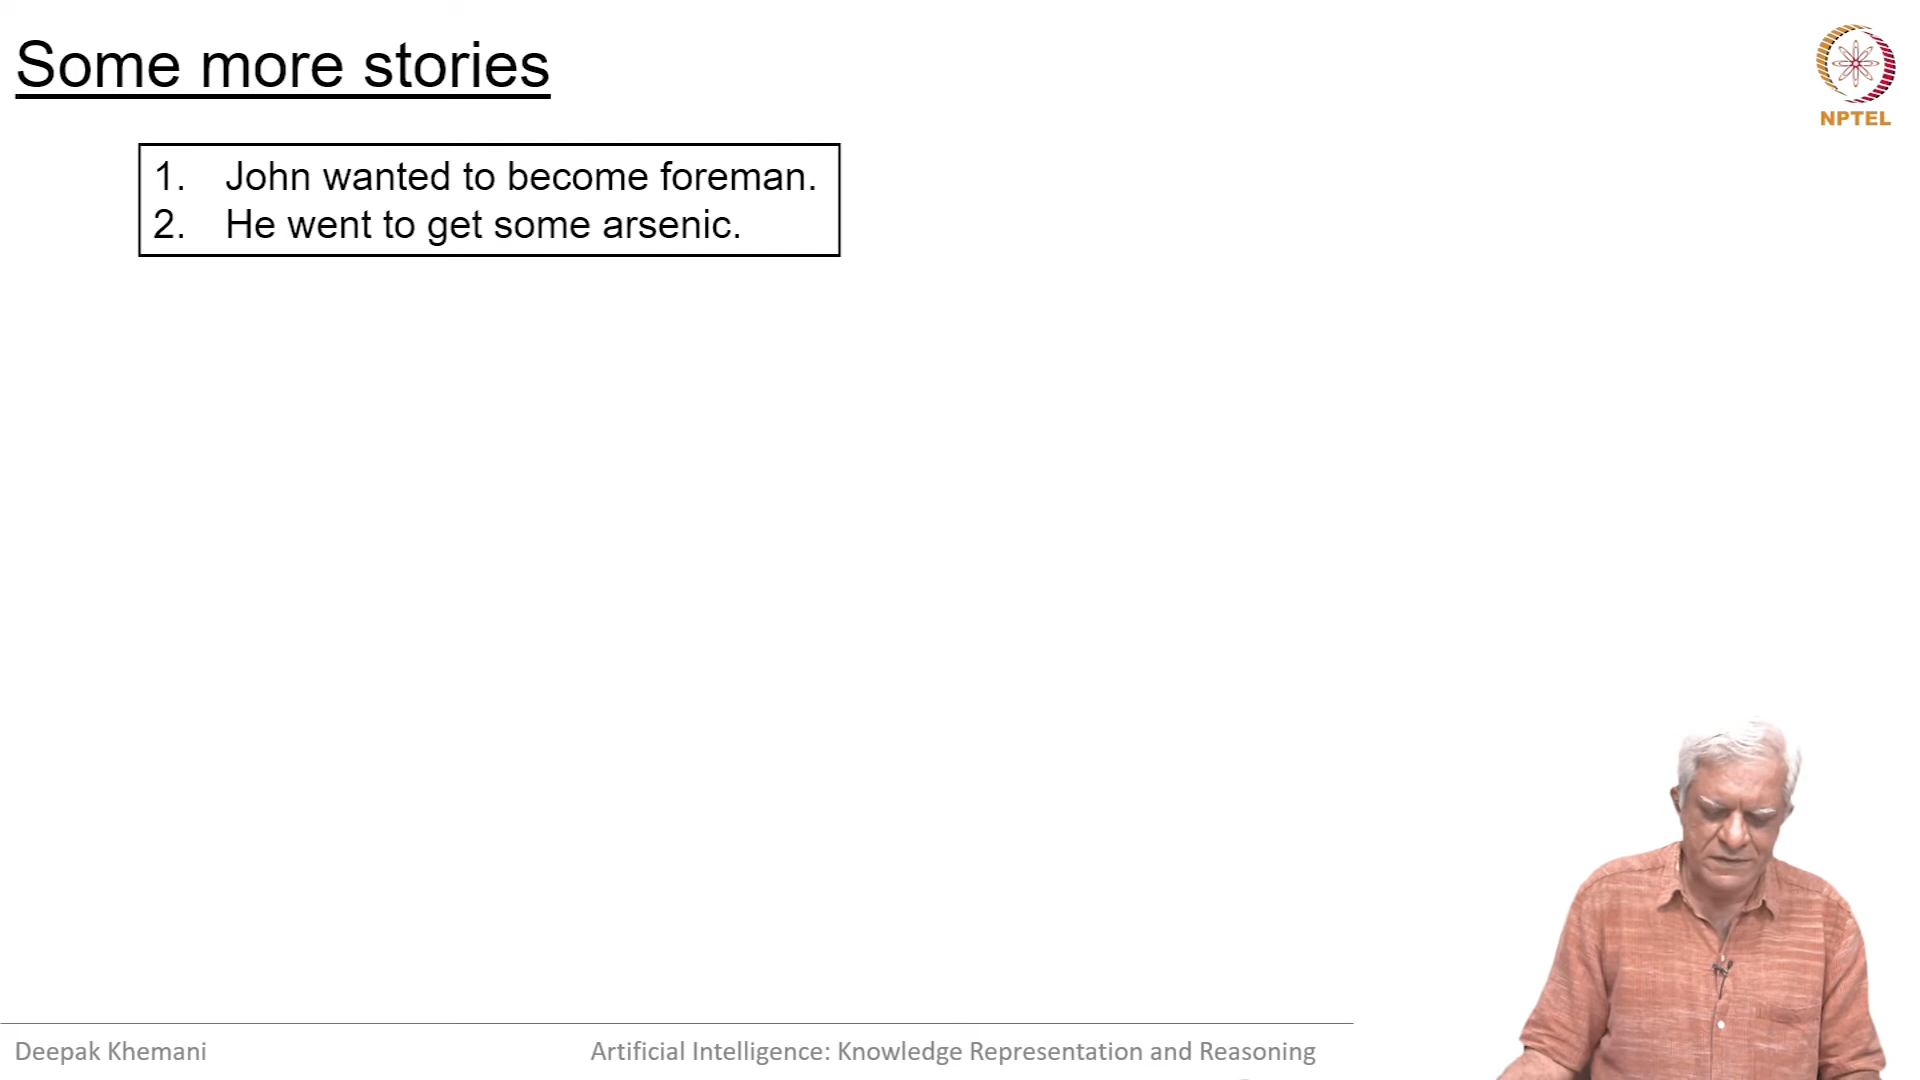 Some more stories
NPTEL
1. John wanted to become foreman.
2. He went to get some arsenic.
Deepak Khemani
Artificial Intelligence: Knowledge Representation and Reasoning